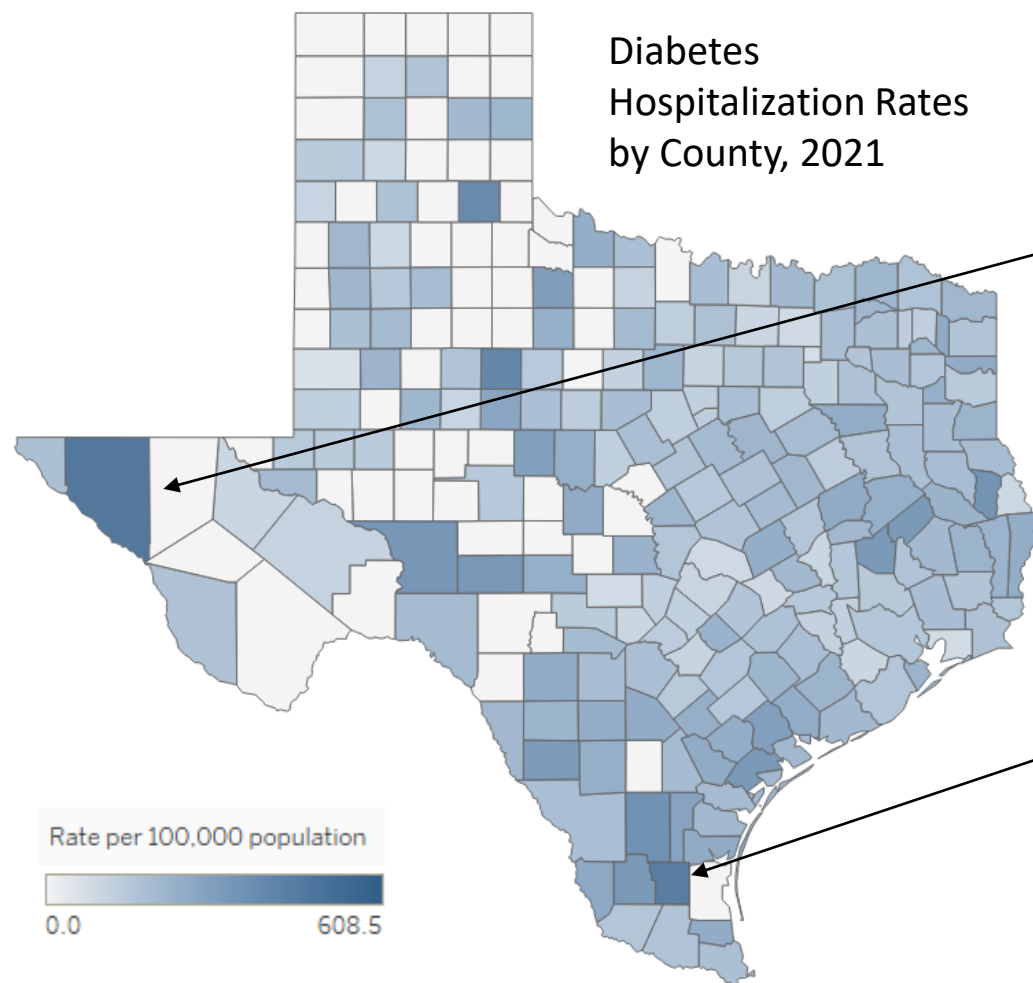 Diabetes
Hospitalization Rates
by County, 2021
Rate per 100,000 population
0.0
608.5